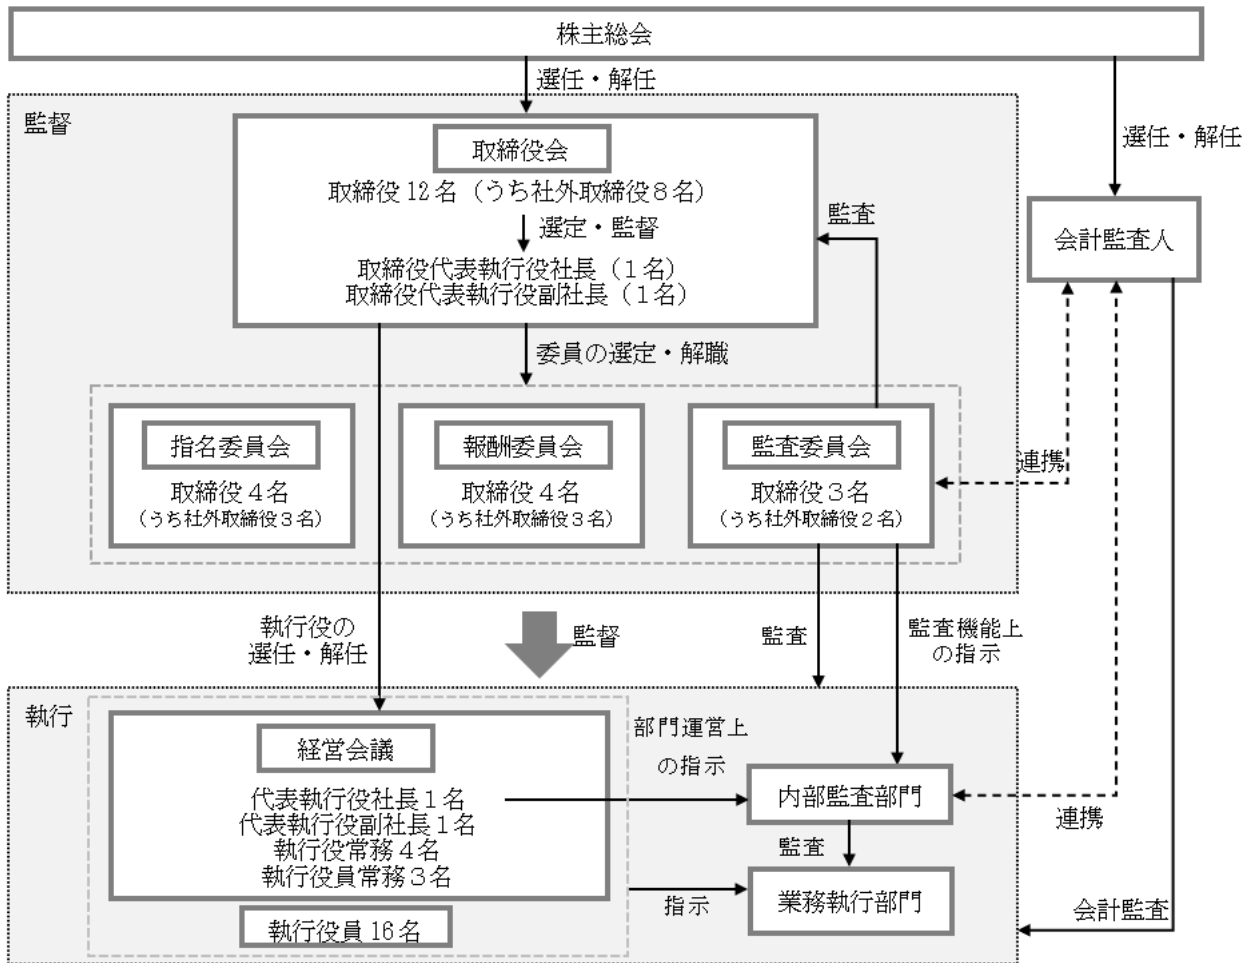 株主総会
選任・解任
監督
選任・解任
取締役会
取締役12名（うち社外取締役8名）
監査
選定・監督
会計監査人
取締役代表執行役社長（1名）
取締役代表執行役副社長（1名）
委員の選定・解職
指名委員会
報酬委員会
監査委員会
連携
取締役4名
（うち社外取締役3名）
取締役4名
（うち社外取締役3名）
取締役3名
（うち社外取締役2名）
執行役の
選任・解任
監督
監査
監査機能上
の指示
執行
経営会議
部門運営上
の指示
代表執行役社長1名
代表執行役副社長1名
執行役常務4名
執行役員常務3名
内部監査部門
連携
監査
指示
業務執行部門
会計監査
執行役員16名